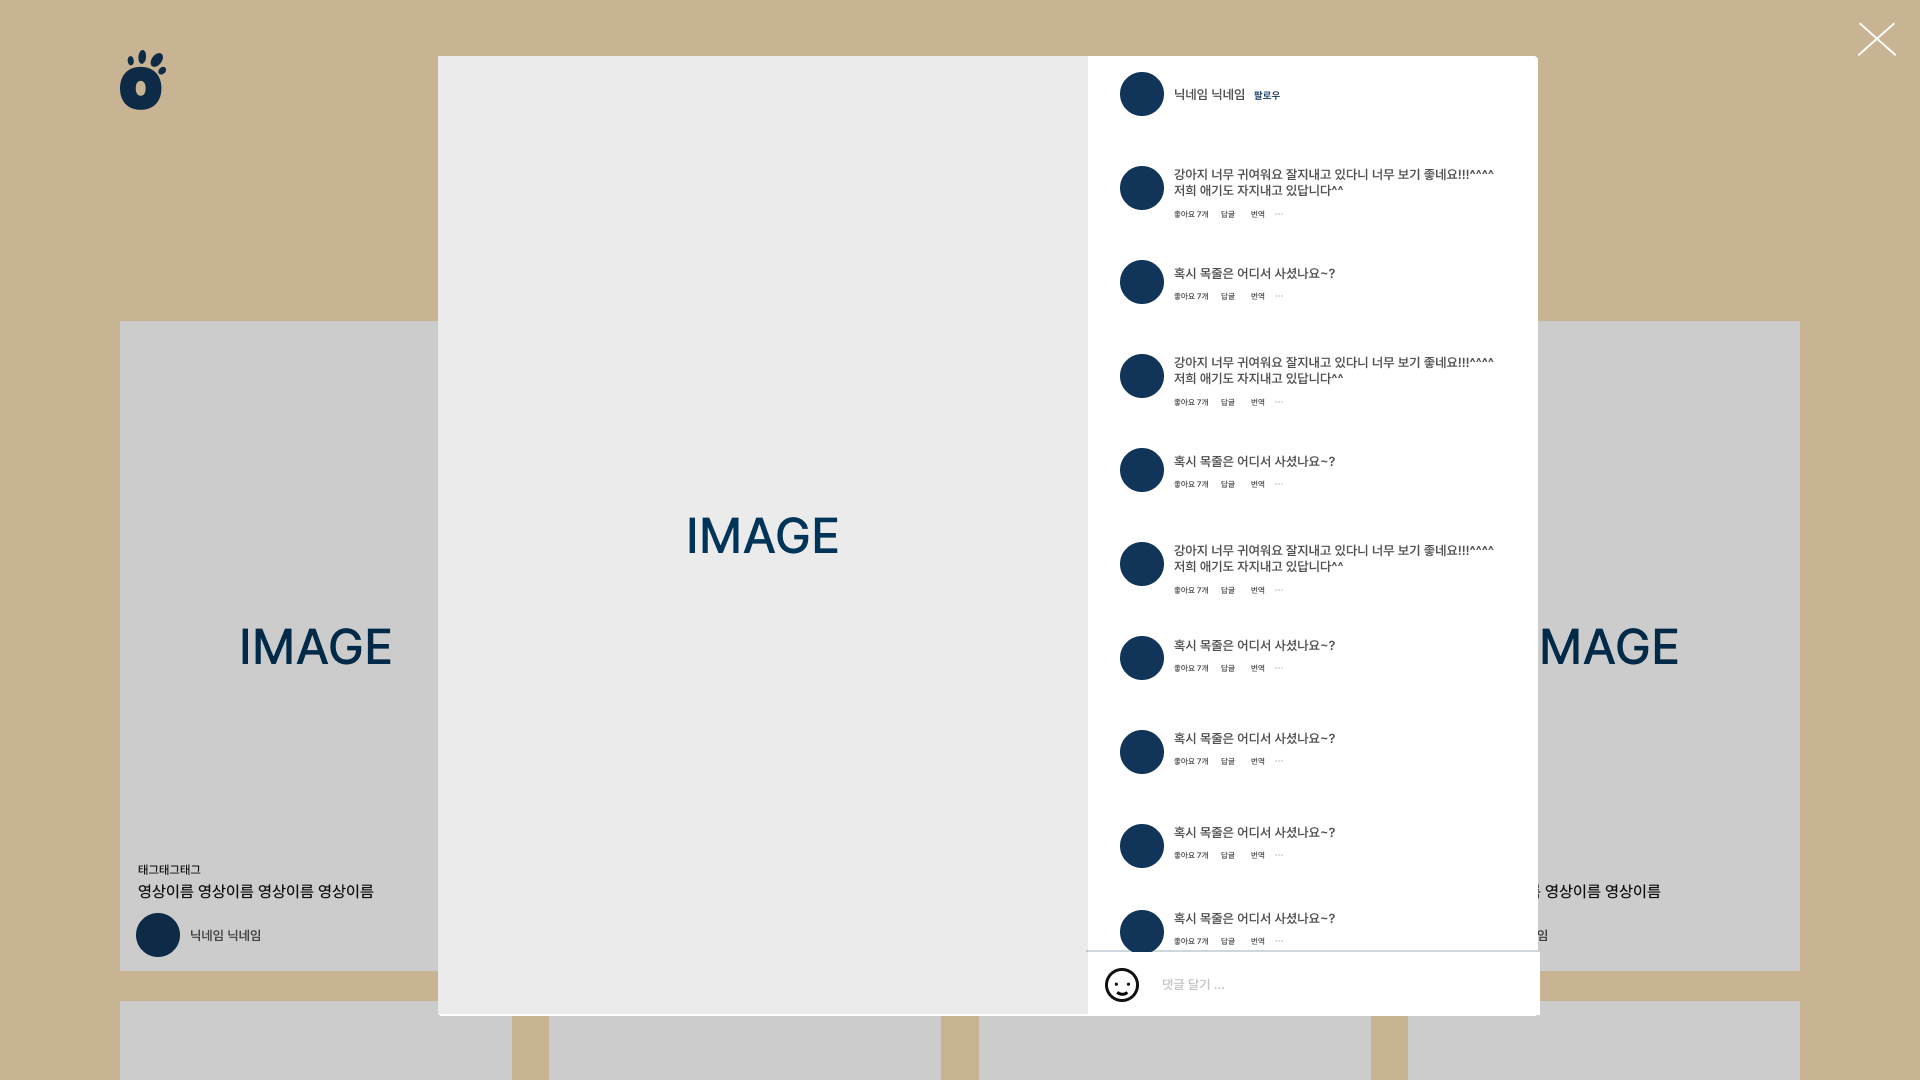 닉네임 닉네임 팔로우
강아지 너무 귀여워요 잘지내고 있다니 너무 보기 좋네요!!!^^^^
저희 애기도 자지내고 있답니다^^
좋아요 7개 답글 번역 ···
혹시 목줄은 어디서 사셨나요~?
좋아요 7개 답글 번역 ···
강아지 너무 귀여워요 잘지내고 있다니 너무 보기 좋네요!!!^^^^
저희 애기도 자지내고 있답니다^^
좋아요 7개 답글 번역 ···
혹시 목줄은 어디서 사셨나요~?
좋아요 7개 답글 번역 ···
강아지 너무 귀여워요 잘지내고 있다니 너무 보기 좋네요!!!^^^^
저희 애기도 자지내고 있답니다^^
좋아요 7개 답글 번역 ···
혹시 목줄은 어디서 사셨나요~?
좋아요 7개 답글 번역 ···
혹시 목줄은 어디서 사셨나요~?
좋아요 7개 답글 번역 ···
혹시 목줄은 어디서 사셨나요~?
좋아요 7개 답글 번역 ···
혹시 목줄은 어디서 사셨나요~?
좋아요 7개 답글 번역 ···
댓글 달기 ...
IMAGE
IMAGE
태그태그태그
영상이름 영상이름 영상이름 영상이름
닉네임 닉네임
MAGE
영상이름 영상이름
임